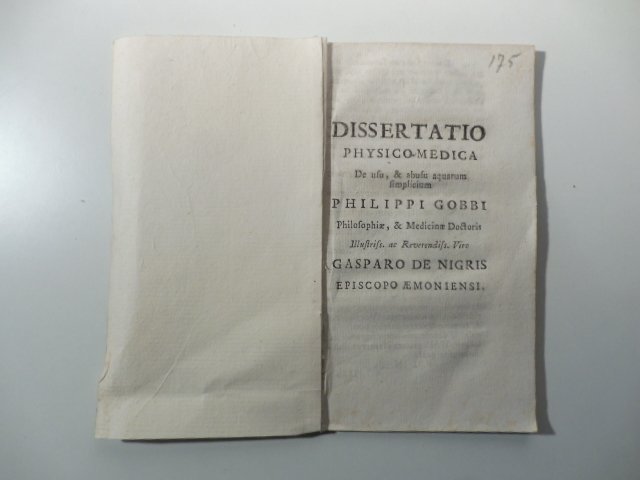 175
DISSERTATIO
PHYSICO-MEDICA
De usu, & abusu aquarum
simplicium
PHILIPPI GOBBI
Philosophiæ, & Medicinæ Doctoris
Illustriss. ac Reverendiss. Viro
GASPARO DE NIGRIS
EPISCOPO ÆMONIENSI.